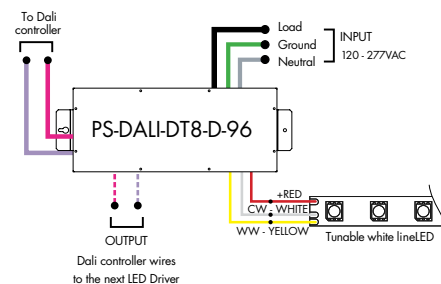 To Dali
controller
Load
Ground
Neutral
INPUT
120 - 277VAC
PS-DALI-DT8-D-96
+RED
CW - WHITE
WW - YELLOW
Tunable white lineLED
OUTPUT
Dali controller wires
to the next LED Driver